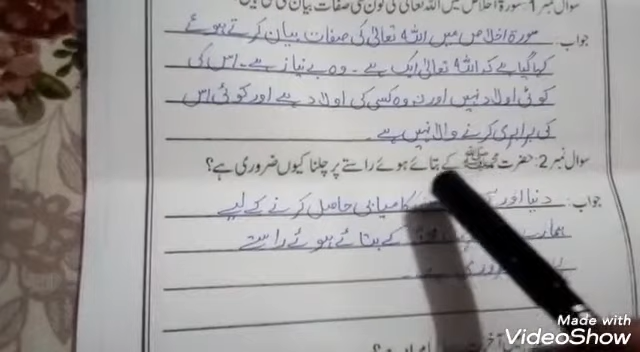 سوال نمبر 1: سورۃ اخلاص میں اللہ تعالیٰ کی کون سی صفات بیان کی گئی ہیں
جواب: سورۃ اخلاص میں اللہ تعالیٰ کی صفات بیان کرتے ہوئے
کہا گیا ہے کہ اللہ تعالیٰ ایک ہے۔ وہ بے نیاز ہے۔ اس کی
کوئی اولاد نہیں اور نہ وہ کسی کی اولاد ہے اور کوئی اس
کی برابری کرنے والا نہیں ہے۔
سوال نمبر 2: حضرت محمد ﷺ کے بتائے ہوئے راستے پر چلنا کیوں ضروری ہے؟
جواب: دنیا اور کامیابی حاصل کرنے کے لیے
کے بتائے ہوئے راستے
Made with
VideoShow